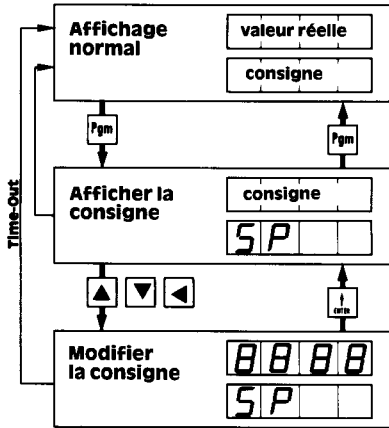 Affichage
normal
valeur réelle
consigne
Pgm
Pgm
Time-Out
Afficher la
consigne
consigne
SP
ENTER
Modifier
la consigne
8888
SP